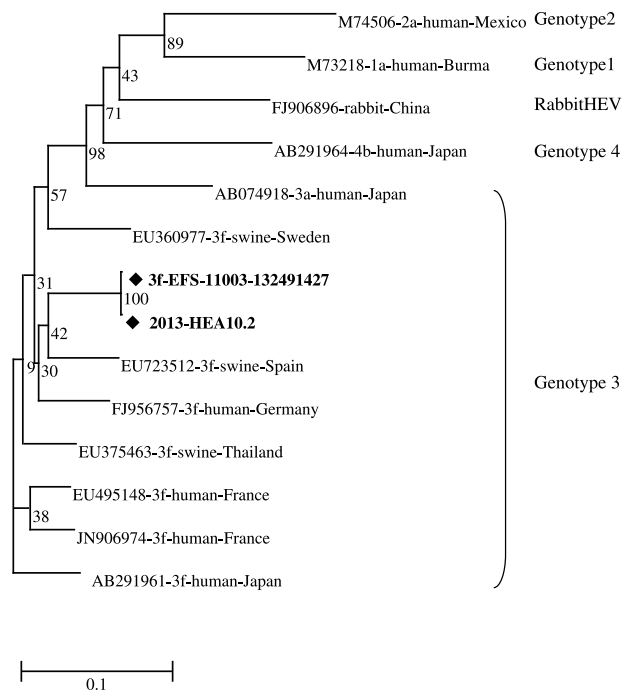 M74506-2a-human-Mexico Genotype2
89
M73218-1a-human-Burma Genotype1
43
FJ906896-rabbit-China RabbitHEV
71
AB291964-4b-human-Japan Genotype 4
98
AB074918-3a-human-Japan
57
EU360977-3f-swine-Sweden
31
3f-EFS-11003-132491427
100
2013-HEA10.2
42
EU723512-3f-swine-Spain
9
30
Genotype 3
FJ956757-3f-human-Germany
EU375463-3f-swine-Thailand
EU495148-3f-human-France
38
JN906974-3f-human-France
AB291961-3f-human-Japan
0.1